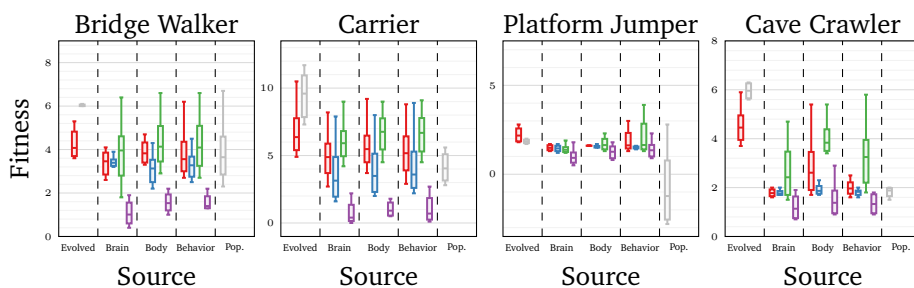 Bridge Walker
Carrier
Platform Jumper
Cave Crawler
Fitness
8
6
4
2
0
Evolved Brain Body Behavior Pop.
Source
10
5
0
Evolved Brain Body Behavior Pop.
Source
5
0
Evolved Brain Body Behavior Pop.
Source
8
6
4
2
0
Evolved Brain Body Behavior Pop.
Source